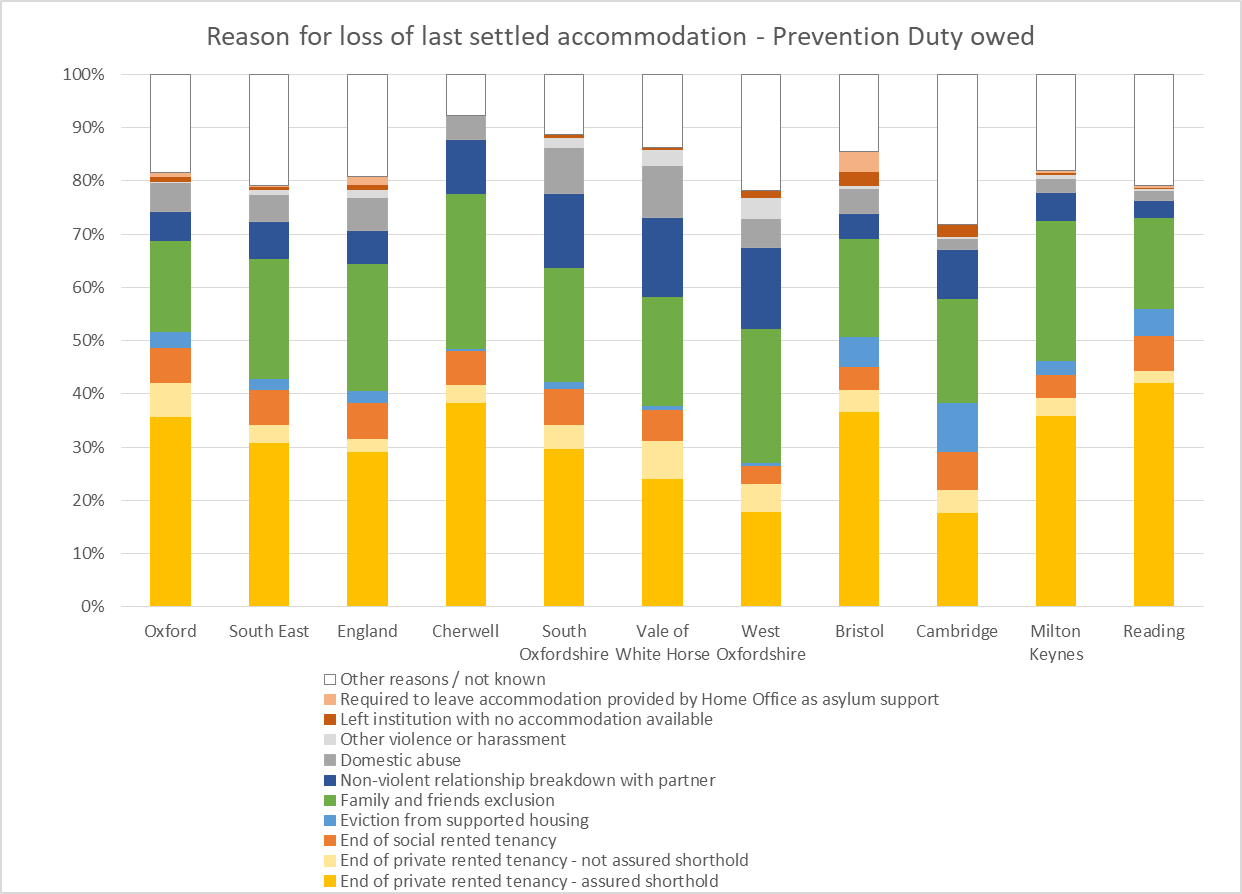 Reason for loss of last settled accommodation - Prevention Duty owed
100%
90%
80%
70%
60%
50%
40%
30%
20%
10%
0%
Oxford
South East
England
Cherwell
South
Oxfordshire
Vale of
White Horse
West
Oxfordshire
Bristol
Cambridge
Milton
Keynes
Reading
Other reasons / not known
Required to leave accommodation provided by Home Office as asylum support
Left institution with no accommodation available
Other violence or harassment
Domestic abuse
Non-violent relationship breakdown with partner
Family and friends exclusion
Eviction from supported housing
End of social rented tenancy
End of private rented tenancy - not assured shorthold
End of private rented tenancy - assured shorthold